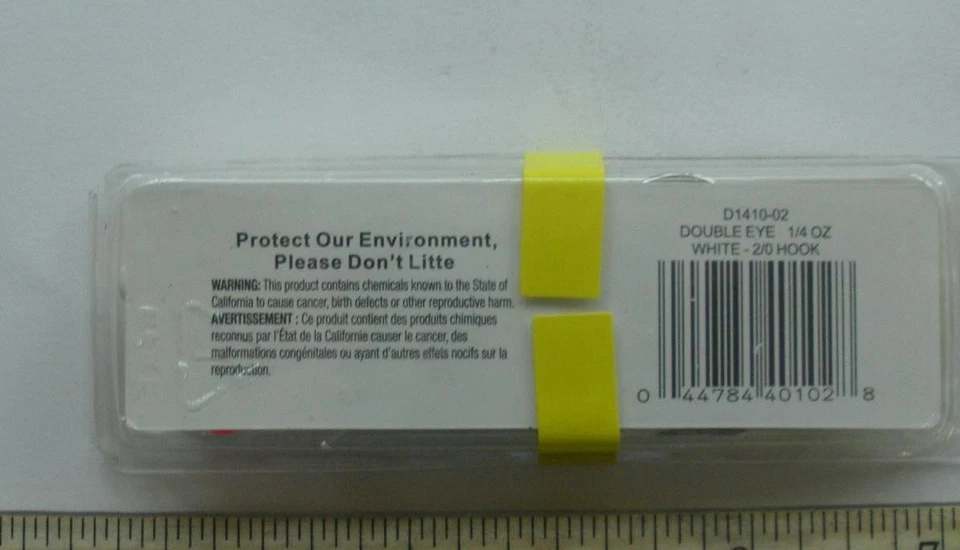 Protect Our Environment,
Please Don't Litte
WARNING: This product contains chemicals known to the State of
California to cause cancer, birth defects or other reproductive harm.
AVERTISSEMENT : Ce produit contient des produits chimiques
reconnus par l'État de la Californie causer le cancer, des
malformations congénitales ou ayant d'autres effets nocifs sur la
reproduction.
D1410-02
DOUBLE EYE 1/4 OZ
WHITE - 2/0 HOOK
0 44784 40102 8
7